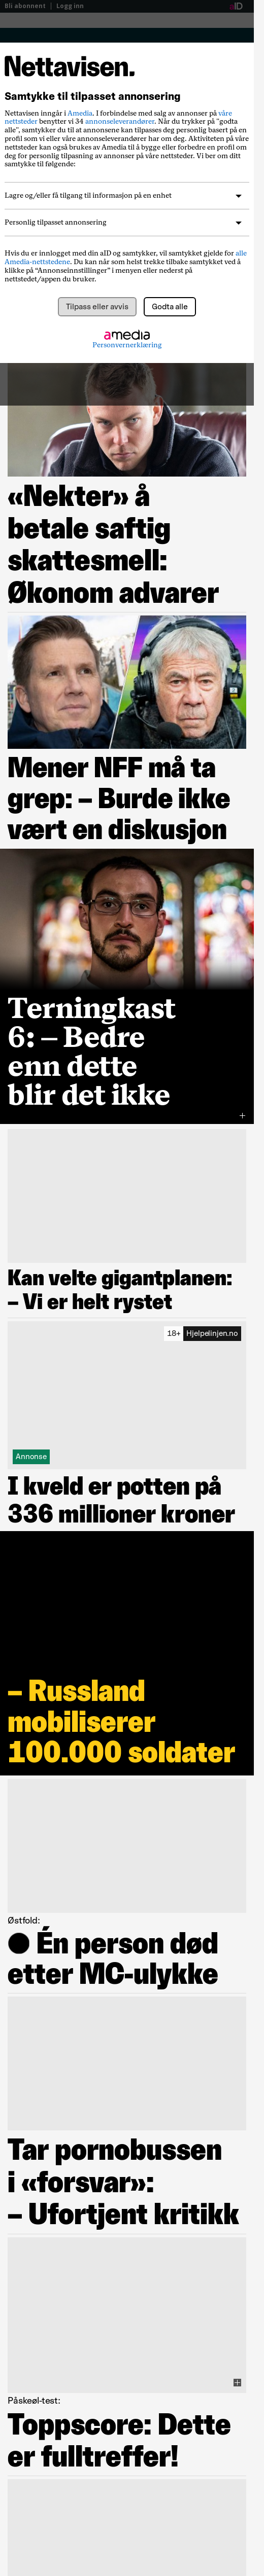 Bli abonnent | Logg inn
aID
Nettavisen.
Samtykke til tilpasset annonsering
Nettavisen inngår i Amedia. I forbindelse med salg av annonser på våre
nettsteder benytter vi 34 annonseleverandører. Når du trykker på "godta
alle", samtykker du til at annonsene kan tilpasses deg personlig basert på en
profil som vi eller våre annonseleverandører har om deg. Aktiviteten på våre
nettsteder kan også brukes av Amedia til å bygge eller forbedre en profil om
deg for personlig tilpasning av annonser på våre nettsteder. Vi ber om ditt
samtykke til følgende:
Lagre og/eller få tilgang til informasjon på en enhet
Personlig tilpasset annonsering
Hvis du er innlogget med din aID og samtykker, vil samtykket gjelde for alle
Amedia-nettstedene. Du kan når som helst trekke tilbake samtykket ved å
klikke på “Annonseinnstillinger” i menyen eller nederst på
nettstedet/appen du bruker.
Tilpass eller avvis
Godta alle
amedia
Personvernerklæring
«Nekter» å
betale saftig
skattesmell:
Økonom advarer
Mener NFF må ta
grep: – Burde ikke
vært en diskusjon
Terningkast
6: – Bedre
enn dette
blir det ikke
Kan velte gigantplanen:
– Vi er helt rystet
18+ Hjelpelinjen.no
Annonse
I kveld er potten på
336 millioner kroner
– Russland
mobiliserer
100.000 soldater
Østfold:
● Én person død
etter MC-ulykke
Tar pornobussen
i «forsvar»:
– Ufortjent kritikk
Påskeøl-test:
Toppscore: Dette
er fulltreffer!